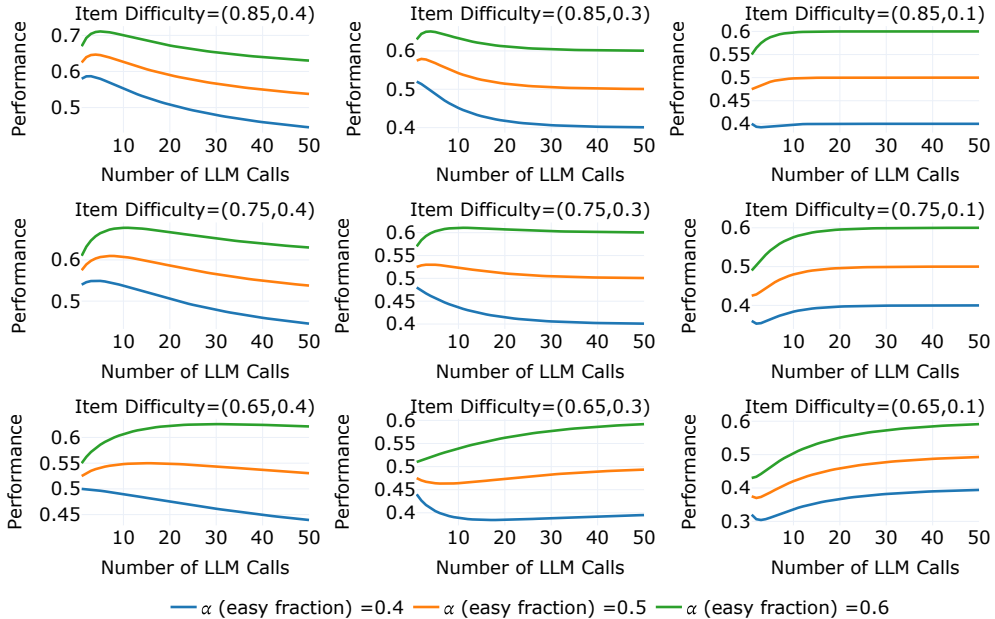 Item Difficulty=(0.85,0.4)
Performance
0.7
0.6
0.5
10 20 30 40 50
Number of LLM Calls
Item Difficulty=(0.85,0.3)
Performance
0.6
0.5
0.4
10 20 30 40 50
Number of LLM Calls
Item Difficulty=(0.85,0.1)
Performance
0.6
0.55
0.5
0.45
0.4
10 20 30 40 50
Number of LLM Calls
Item Difficulty=(0.75,0.4)
Performance
0.6
0.5
10 20 30 40 50
Number of LLM Calls
Item Difficulty=(0.75,0.3)
Performance
0.6
0.55
0.5
0.45
0.4
10 20 30 40 50
Number of LLM Calls
Item Difficulty=(0.75,0.1)
Performance
0.6
0.5
0.4
10 20 30 40 50
Number of LLM Calls
Item Difficulty=(0.65,0.4)
Performance
0.6
0.55
0.5
0.45
10 20 30 40 50
Number of LLM Calls
Item Difficulty=(0.65,0.3)
Performance
0.6
0.55
0.5
0.45
0.4
10 20 30 40 50
Number of LLM Calls
Item Difficulty=(0.65,0.1)
Performance
0.6
0.5
0.4
0.3
10 20 30 40 50
Number of LLM Calls
α (easy fraction) =0.4 α (easy fraction) =0.5 α (easy fraction) =0.6